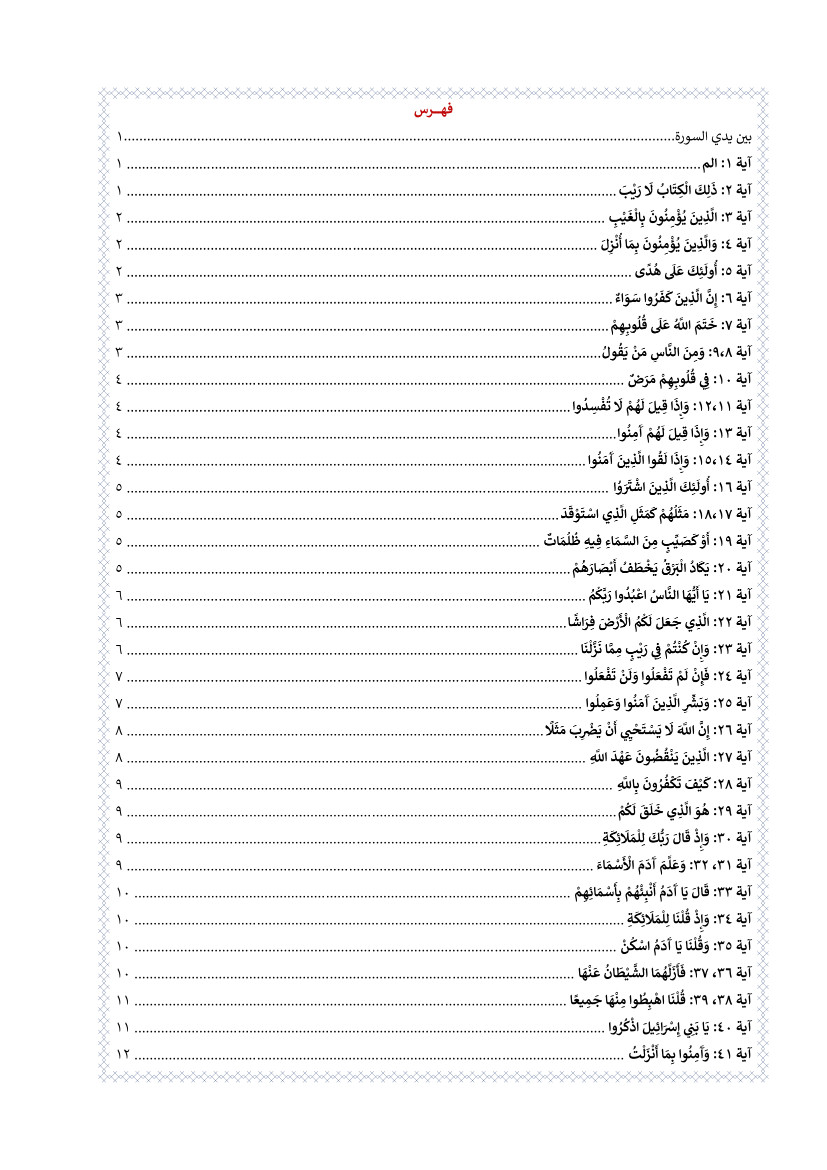 فهـــرس
بين يدي السورة................................................................................١
آية ١: الم................................................................................ ١
آية ٢: ذَلِكَ الْكِتَابُ لَا رَيْبَ................................................................................ ١
آية ٣: الَّذِينَ يُؤْمِنُونَ بِالْغَيْبِ ................................................................................ ٢
آية ٤: وَالَّذِينَ يُؤْمِنُونَ بِمَا أُنْزِلَ................................................................................ ٢
آية ٥: أُولَئِكَ عَلَى هُدًى ................................................................................ ٢
آية ٦: إِنَّ الَّذِينَ كَفَرُوا سَوَاءٌ................................................................................ ٣
آية ٧: خَتَمَ اللَّهُ عَلَى قُلُوبِهِمْ................................................................................ ٣
آية ٩،٨: وَمِنَ النَّاسِ مَنْ يَقُولُ................................................................................ ٣
آية ١٠: فِي قُلُوبِهِمْ مَرَضٌ ................................................................................ ٤
آية ١٢،١١: وَإِذَا قِيلَ لَهُمْ لَا تُفْسِدُوا................................................................................ ٤
آية ١٣: وَإِذَا قِيلَ لَهُمْ آمِنُوا................................................................................ ٤
آية ١٥،١٤: وَإِذَا لَقُوا الَّذِينَ آمَنُوا................................................................................ ٤
آية ١٦: أُولَئِكَ الَّذِينَ اشْتَرَوُا ................................................................................ ٥
آية ١٨،١٧: مَثَلُهُمْ كَمَثَلِ الَّذِي اسْتَوْقَدَ................................................................................ ٥
آية ١٩: أَوْ كَصَيِّبٍ مِنَ السَّمَاءِ فِيهِ ظُلُمَاتٌ ................................................................................ ٥
آية ٢٠: يَكَادُ الْبَرْقُ يَخْطَفُ أَبْصَارَهُمْ................................................................................ ٥
آية ٢١: يَا أَيُّهَا النَّاسُ اعْبُدُوا رَبَّكُمُ ................................................................................ ٦
آية ٢٢: الَّذِي جَعَلَ لَكُمُ الْأَرْضَ فِرَاشًا................................................................................ ٦
آية ٢٣: وَإِنْ كُنْتُمْ فِي رَيْبٍ مِمَّا نَزَّلْنَا ................................................................................ ٦
آية ٢٤: فَإِنْ لَمْ تَفْعَلُوا وَلَنْ تَفْعَلُوا................................................................................ ٧
آية ٢٥: وَبَشِّرِ الَّذِينَ آمَنُوا وَعَمِلُوا ................................................................................ ٧
آية ٢٦: إِنَّ اللَّهَ لَا يَسْتَحْيِي أَنْ يَضْرِبَ مَثَلًا................................................................................ ٨
آية ٢٧: الَّذِينَ يَنْقُضُونَ عَهْدَ اللَّهِ ................................................................................ ٨
آية ٢٨: كَيْفَ تَكْفُرُونَ بِاللَّهِ ................................................................................ ٩
آية ٢٩: هُوَ الَّذِي خَلَقَ لَكُمْ................................................................................ ٩
آية ٣٠: وَإِذْ قَالَ رَبُّكَ لِلْمَلَائِكَةِ................................................................................ ٩
آية ٣١، ٣٢: وَعَلَّمَ آدَمَ الْأَسْمَاءَ ................................................................................ ٩
آية ٣٣: قَالَ يَا آدَمُ أَنْبِئْهُمْ بِأَسْمَائِهِمْ ................................................................................ ١٠
آية ٣٤: وَإِذْ قُلْنَا لِلْمَلَائِكَةِ ................................................................................ ١٠
آية ٣٥: وَقُلْنَا يَا آدَمُ اسْكُنْ ................................................................................ ١٠
آية ٣٦، ٣٧: فَأَزَلَّهُمَا الشَّيْطَانُ عَنْهَا ................................................................................ ١٠
آية ٣٨، ٣٩: قُلْنَا اهْبِطُوا مِنْهَا جَمِيعًا ................................................................................ ١١
آية ٤٠: يَا بَنِي إِسْرَائِيلَ اذْكُرُوا ................................................................................ ١١
آية ٤١: وَآمِنُوا بِمَا أَنْزَلْتُ ................................................................................ ١٢